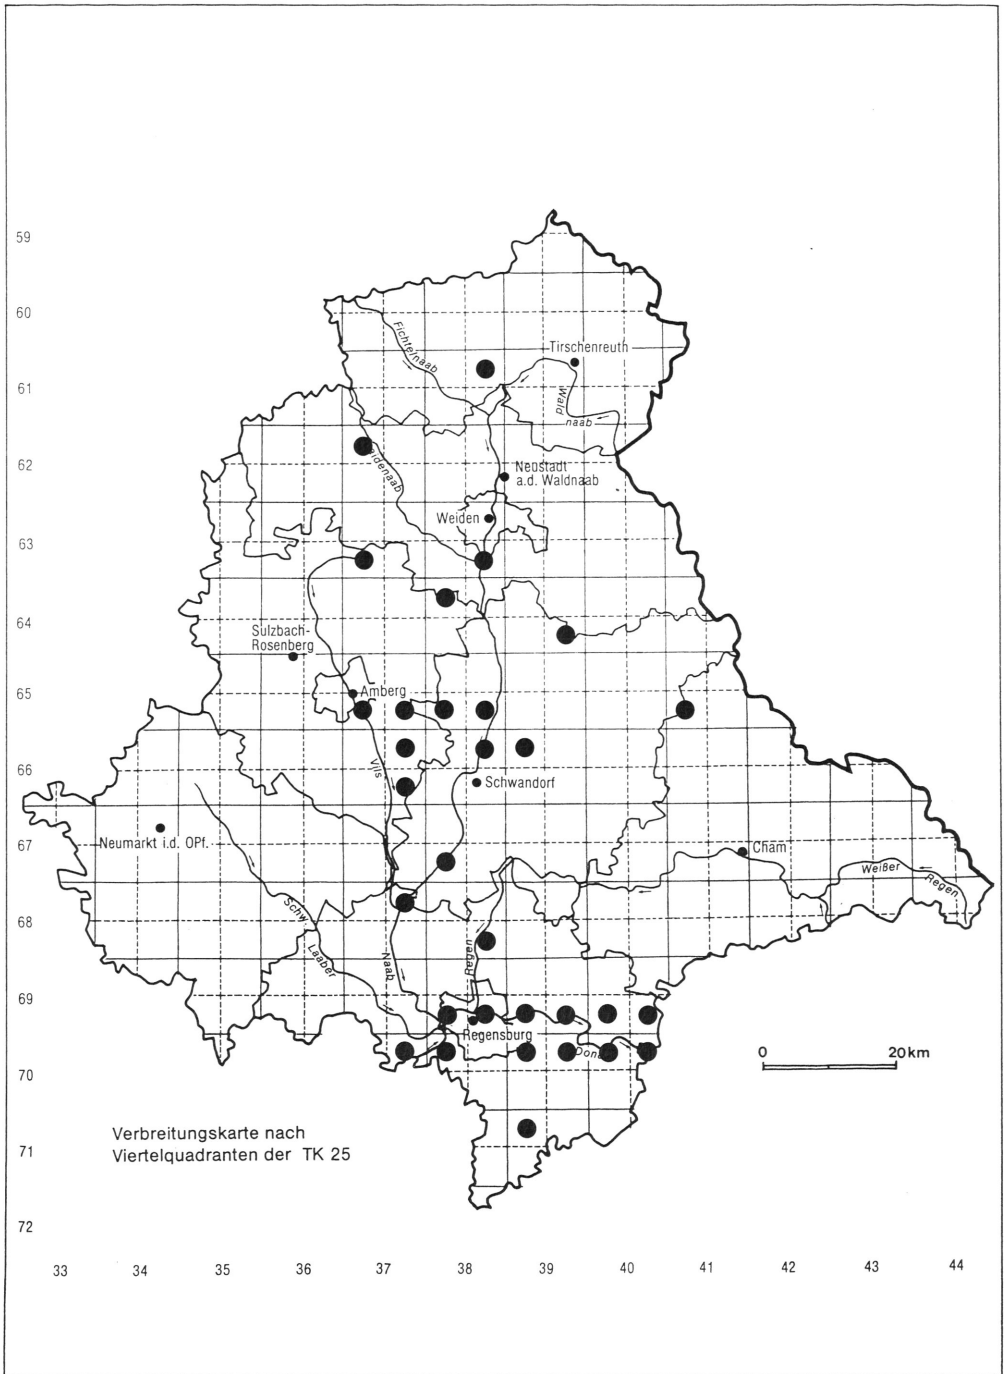 59
60
Fichtelnaab
Tirschenreuth
61
Wald
naab
62
Neustadt
a.d. Waldnaab
Weiden
63
64
Sulzbach-
Rosenberg
65
Amberg
66
Vils
Schwandorf
67
Neumarkt i.d. OPf.
Cham
Weißer
Regen
68
Schw.
Laaber
Naab
Regen
69
Regensburg
0 20 km
70
71
Verbreitungskarte nach
Viertelquadranten der TK 25
72
33 34 35 36 37 38 39 40 41 42 43 44